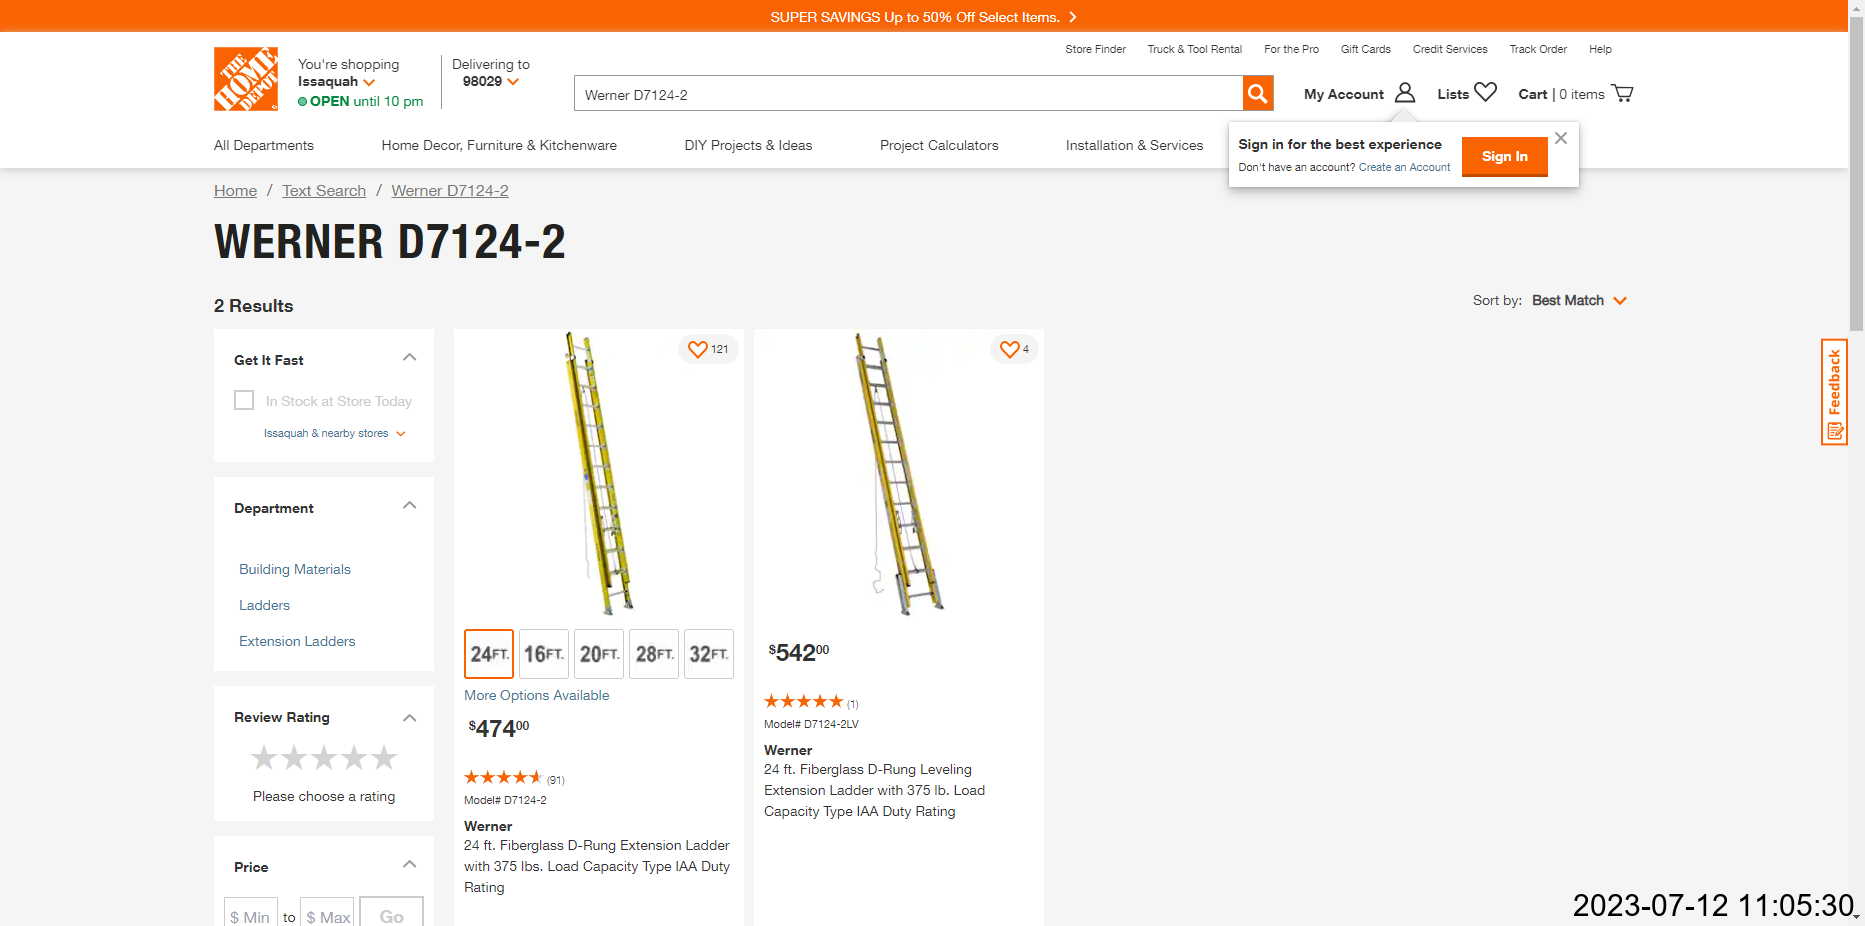 SUPER SAVINGS Up to 50% Off Select Items.
Store Finder Truck & Tool Rental For the Pro Gift Cards Credit Services Track Order Help
THE HOME DEPOT
You're shopping
Issaquah
OPEN until 10 pm
Delivering to
98029
Werner D7124-2
My Account Lists Cart | 0 items
All Departments Home Decor, Furniture & Kitchenware DIY Projects & Ideas Project Calculators Installation & Services
Sign in for the best experience
Don't have an account? Create an Account
Sign In
Home / Text Search / Werner D7124-2
WERNER D7124-2
2 Results
Sort by: Best Match
Get It Fast
In Stock at Store Today
Issaquah & nearby stores
Department
Building Materials
Ladders
Extension Ladders
Review Rating
Please choose a rating
Price
$ Min to $ Max Go
121
24FT. 16FT. 20FT. 28FT. 32FT.
More Options Available
$47400
(91)
Model# D7124-2
Werner
24 ft. Fiberglass D-Rung Extension Ladder
with 375 lbs. Load Capacity Type IAA Duty
Rating
4
$54200
(1)
Model# D7124-2LV
Werner
24 ft. Fiberglass D-Rung Leveling
Extension Ladder with 375 lb. Load
Capacity Type IAA Duty Rating
Feedback
2023-07-12 11:05:30